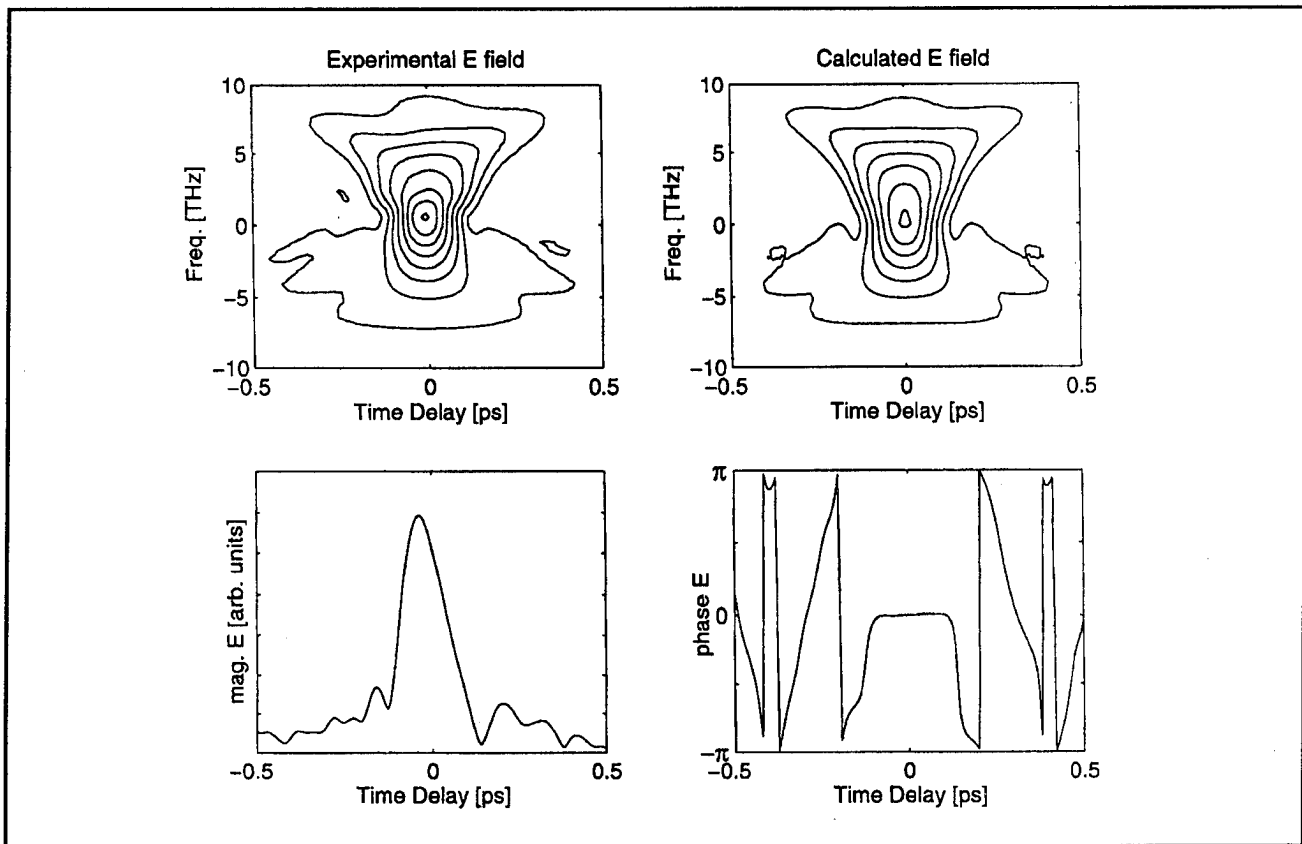 Experimental E field
10
5
0
-5
-10
Freq. [THz]
-0.5
0
0.5
Time Delay [ps]
Calculated E field
10
5
0
-5
-10
Freq. [THz]
-0.5
0
0.5
Time Delay [ps]
mag. E [arb. units]
-0.5
0
0.5
Time Delay [ps]
π
0
-π
phase E
-0.5
0
0.5
Time Delay [ps]